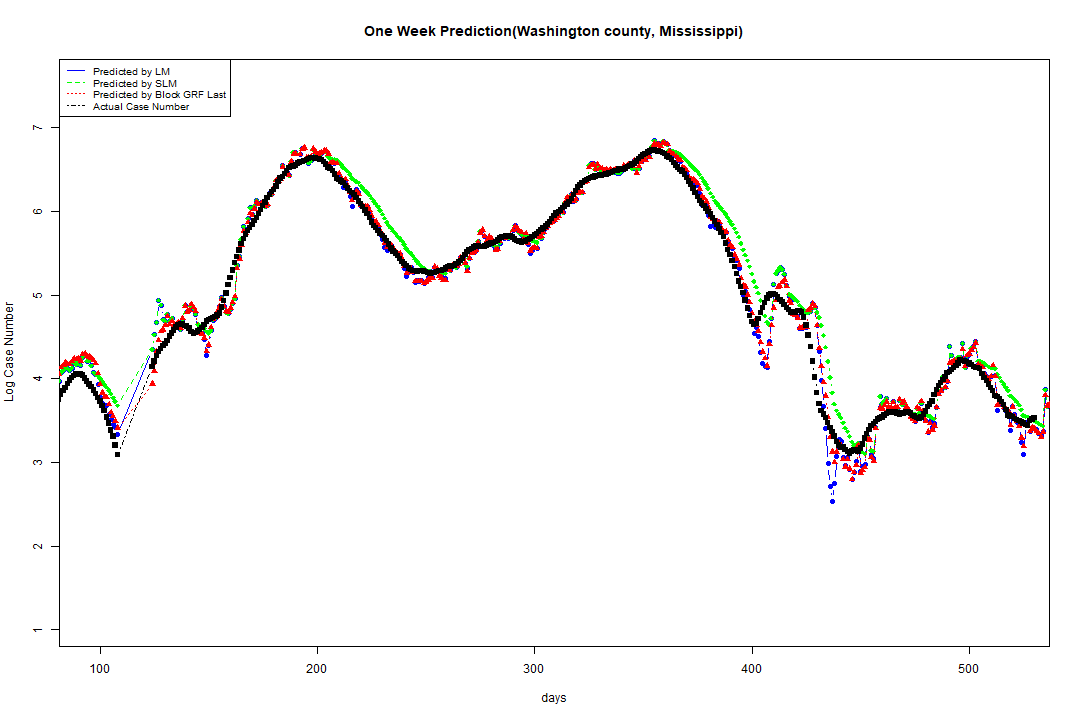 One Week Prediction(Washington county, Mississippi)
Predicted by LM
Predicted by SLM
Predicted by Block GRF Last
Actual Case Number
7
6
5
4
3
2
1
Log Case Number
100 200 300 400 500
days